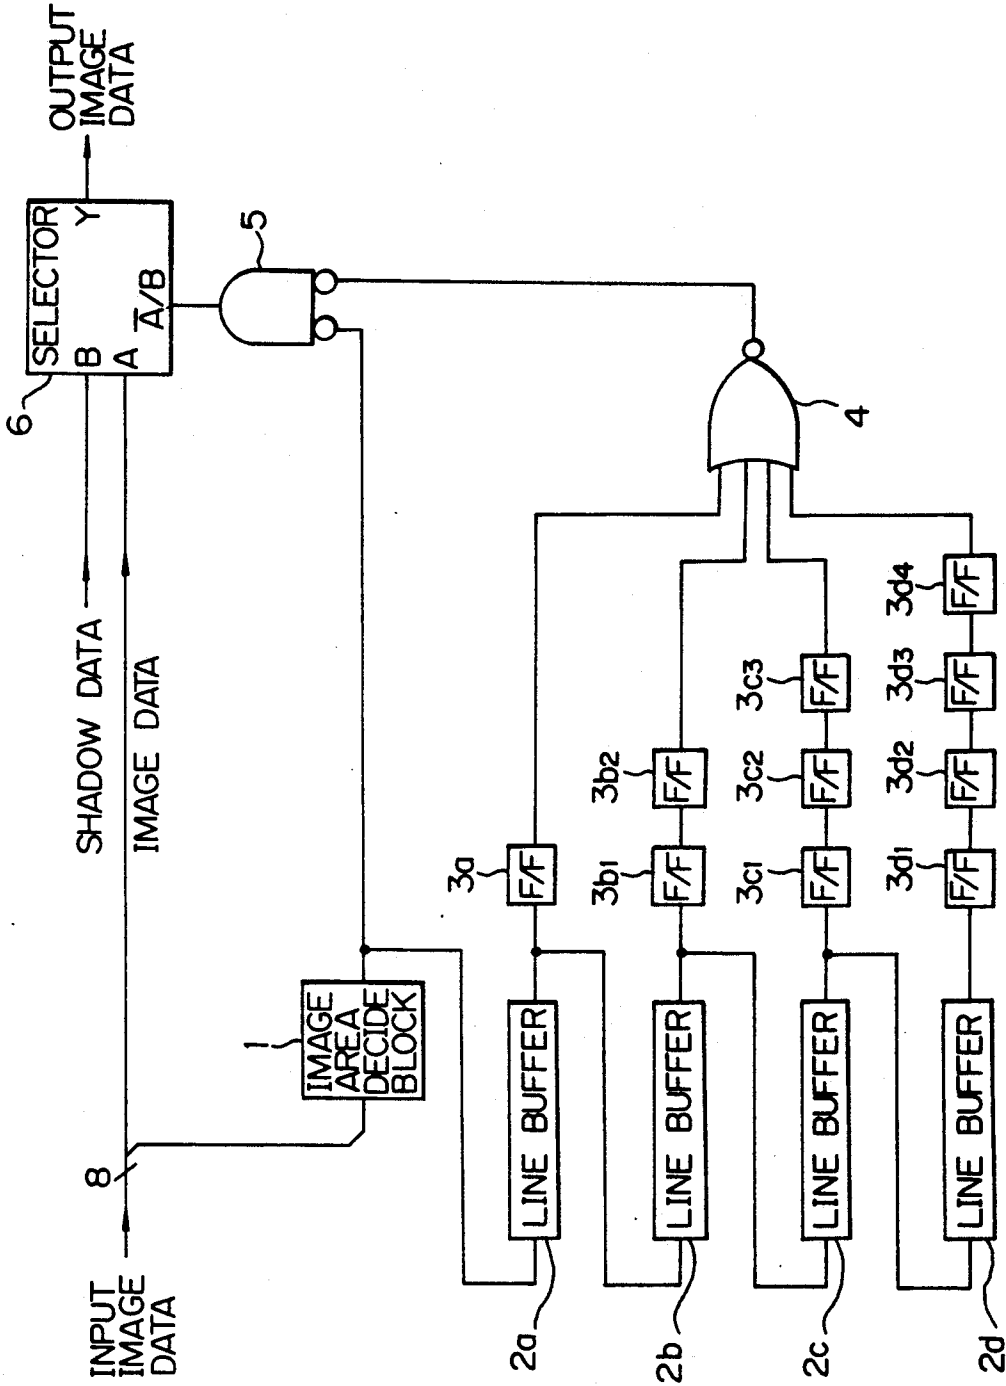 INPUT
IMAGE
DATA
8
SHADOW DATA
IMAGE DATA
6
SELECTOR
B
A
Y
A̅/B
OUTPUT
IMAGE
DATA
1
IMAGE
AREA
DECIDE
BLOCK
5
2a
LINE BUFFER
3a
F/F
4
2b
LINE BUFFER
3b1
F/F
3b2
F/F
2c
LINE BUFFER
3c1
F/F
3c2
F/F
3c3
F/F
2d
LINE BUFFER
3d1
F/F
3d2
F/F
3d3
F/F
3d4
F/F